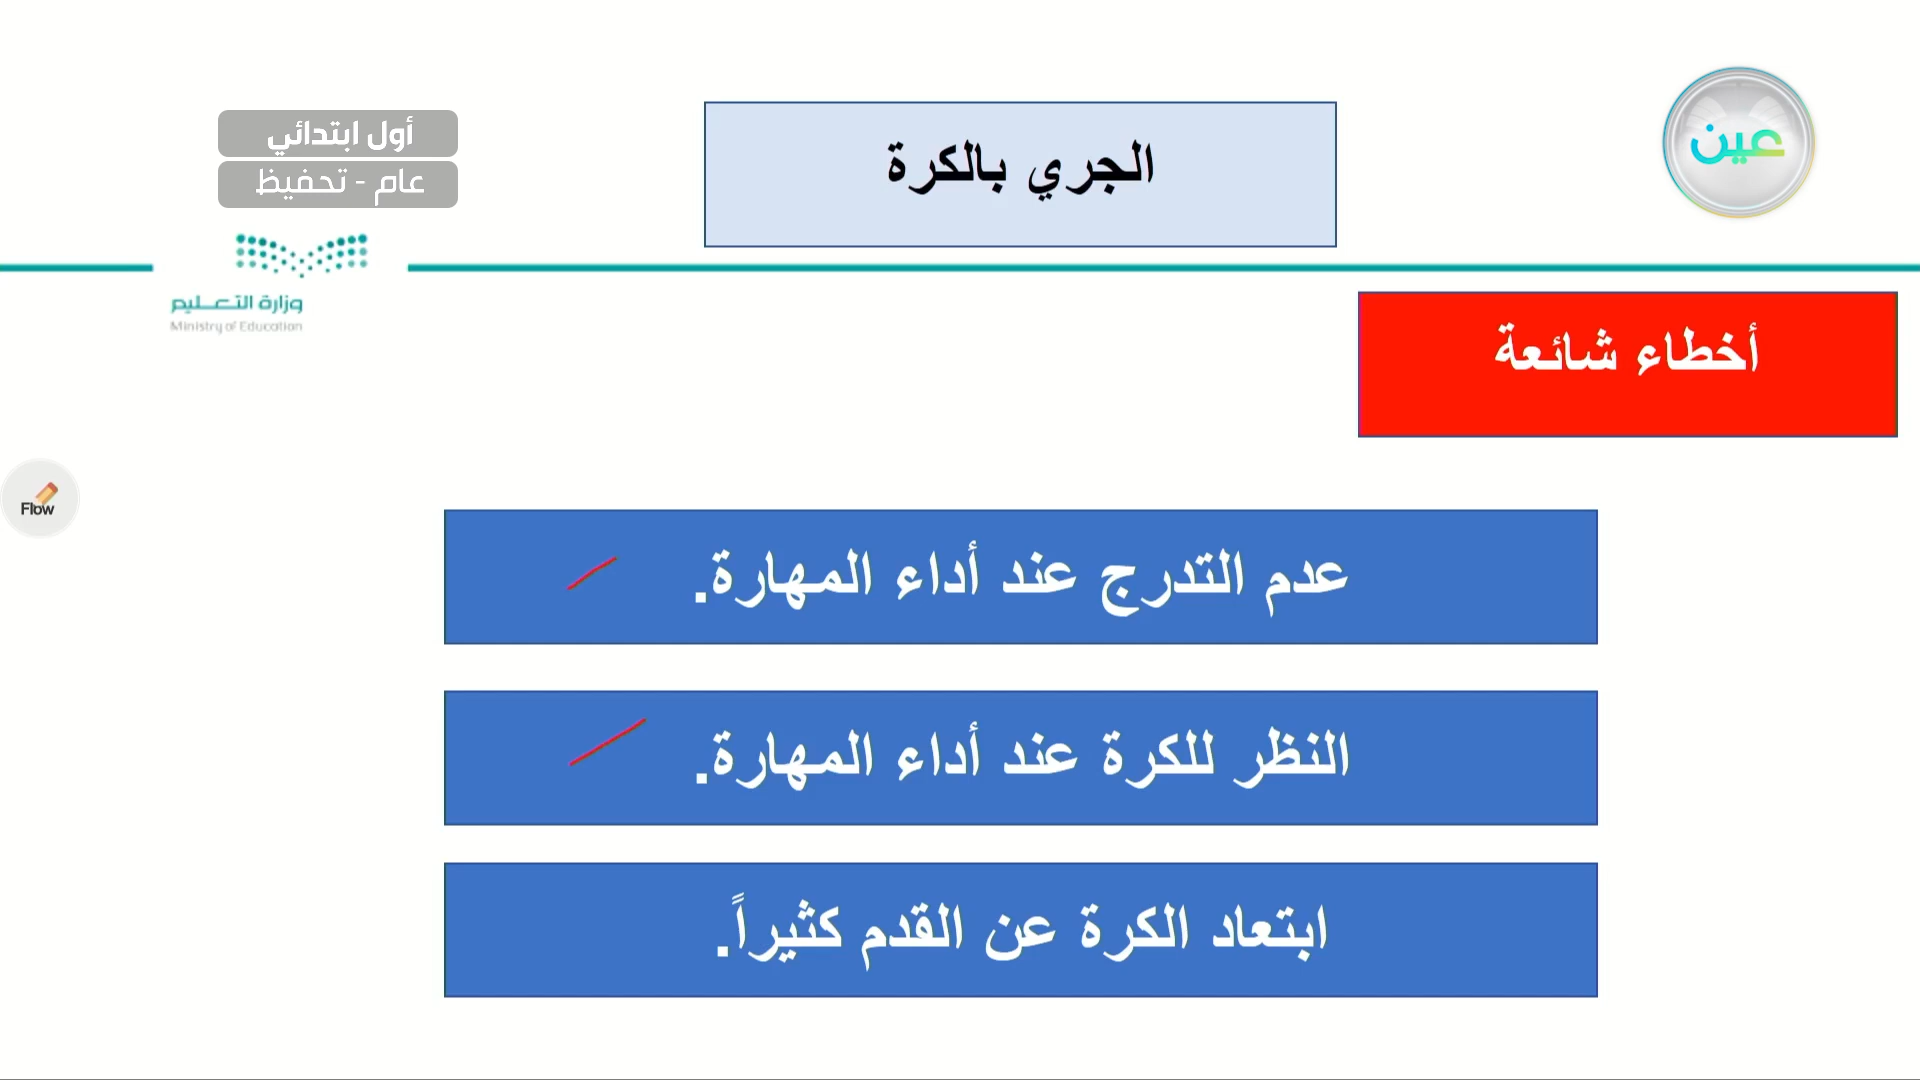 أول ابتدائي
عام - تحفيظ
الجري بالكرة
عين
وزارة التعليم
Ministry of Education
أخطاء شائعة
Flow
عدم التدرج عند أداء المهارة.
النظر للكرة عند أداء المهارة.
ابتعاد الكرة عن القدم كثيراً.